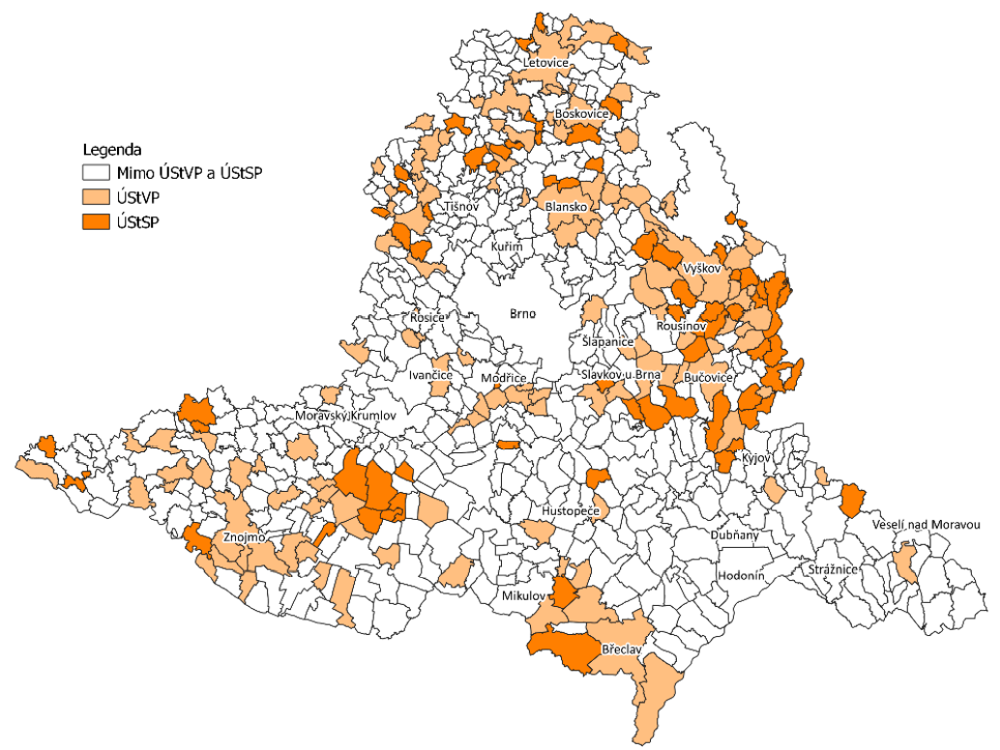 Letovice
Boskovice
Legenda
Mimo ÚStVP a ÚStSP
ÚStVP
ÚStSP
Tišnov
Blansko
Kuřim
Vyškov
Rosice
Brno
Rousínov
Šlapanice
Ivančice
Modřice
Slavkov u Brna
Bučovice
Moravský Krumlov
Kyjov
Hustopeče
Znojmo
Dubňany
Veselí nad Moravou
Hodonín
Strážnice
Mikulov
Břeclav